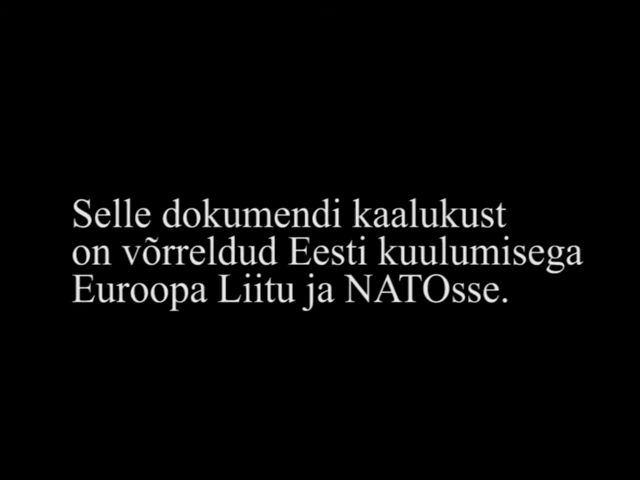 Selle dokumendi kaalukust
on võrreldud Eesti kuulumisega
Euroopa Liitu ja NATOsse.